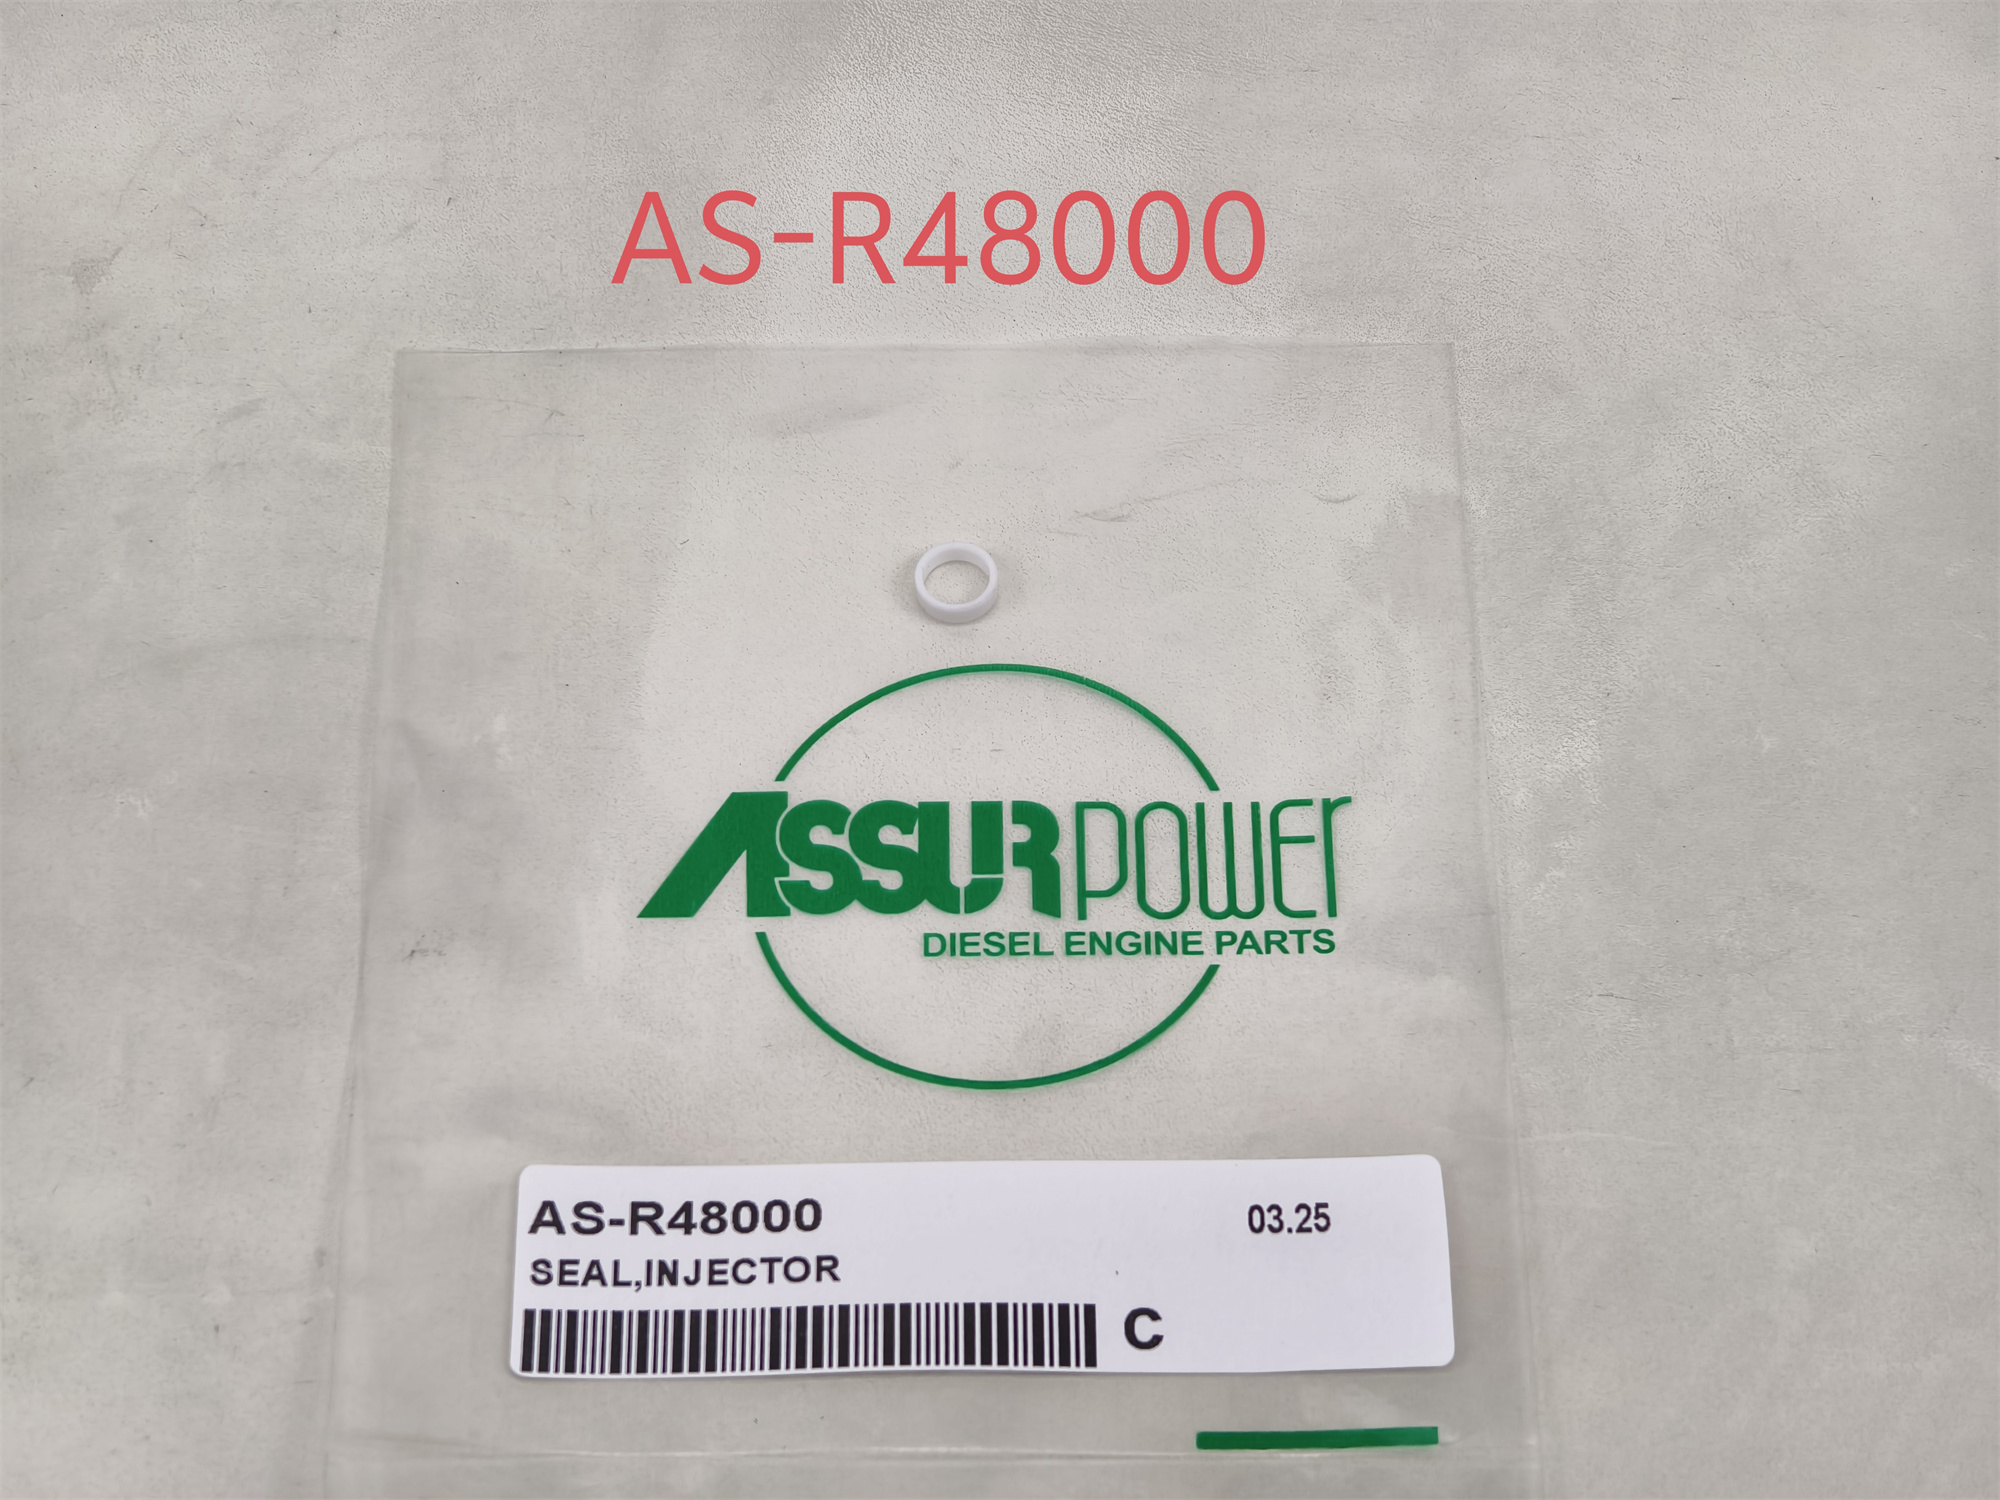 AS-R48000
ASSURPOWER
DIESEL ENGINE PARTS
AS-R48000 03.25
SEAL,INJECTOR
C